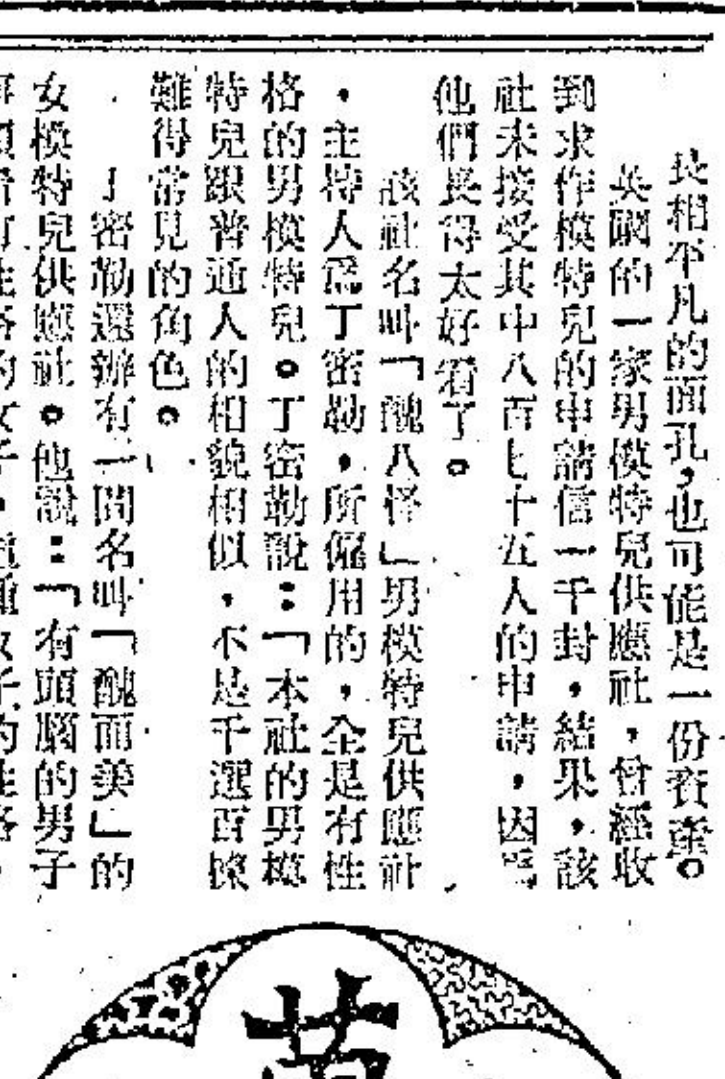 長相平凡的面孔，也可能是一份資產。
英國的一家男模特兒供應社，曾經收
到求作模特兒的申請信一千封，結果，該
社未接受其中八百七十五人的申請，因爲
他們長得太好看了。
該社名叫「醜八怪」男模特兒供應社
，主持人爲丁密勒，所僱用的，全是有性
格的男模特兒。丁密勒說：「本社的男模
特兒跟普通人的相貌相似，不是千選百揀
難得常見的角色。
丁密勒還辦有一間名叫「醜而美」的
女模特兒供應社。他說：「有頭腦的男子